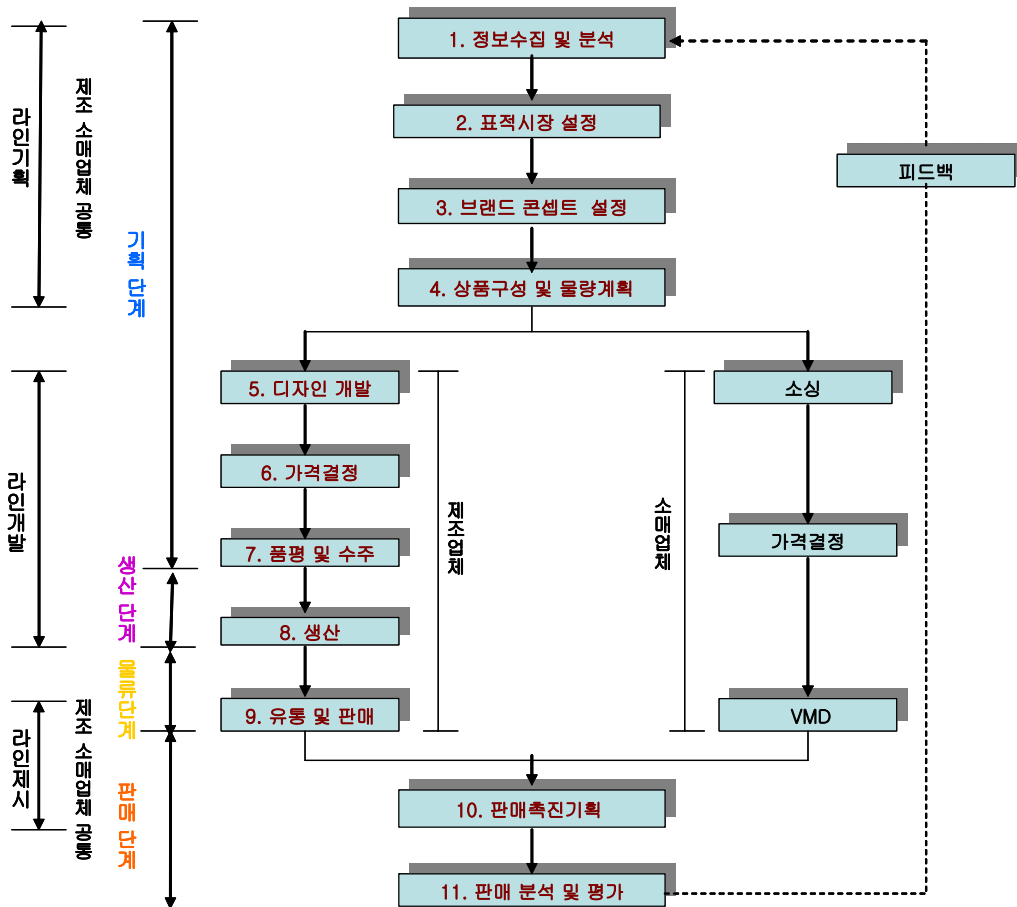 1. 정보수집 및 분석
2. 표적시장 설정
피드백
3. 브랜드 콘셉트 설정
4. 상품구성 및 물량계획
라인기획
제조 소매업체 공통
기획 단계
5. 디자인 개발
소싱
6. 가격결정
7. 품평 및 수주
가격결정
8. 생산
9. 유통 및 판매
VMD
제조업체
소매업체
라인개발
생산 단계
물류단계
라인제시
제조 소매업체 공통
판매 단계
10. 판매촉진기획
11. 판매 분석 및 평가